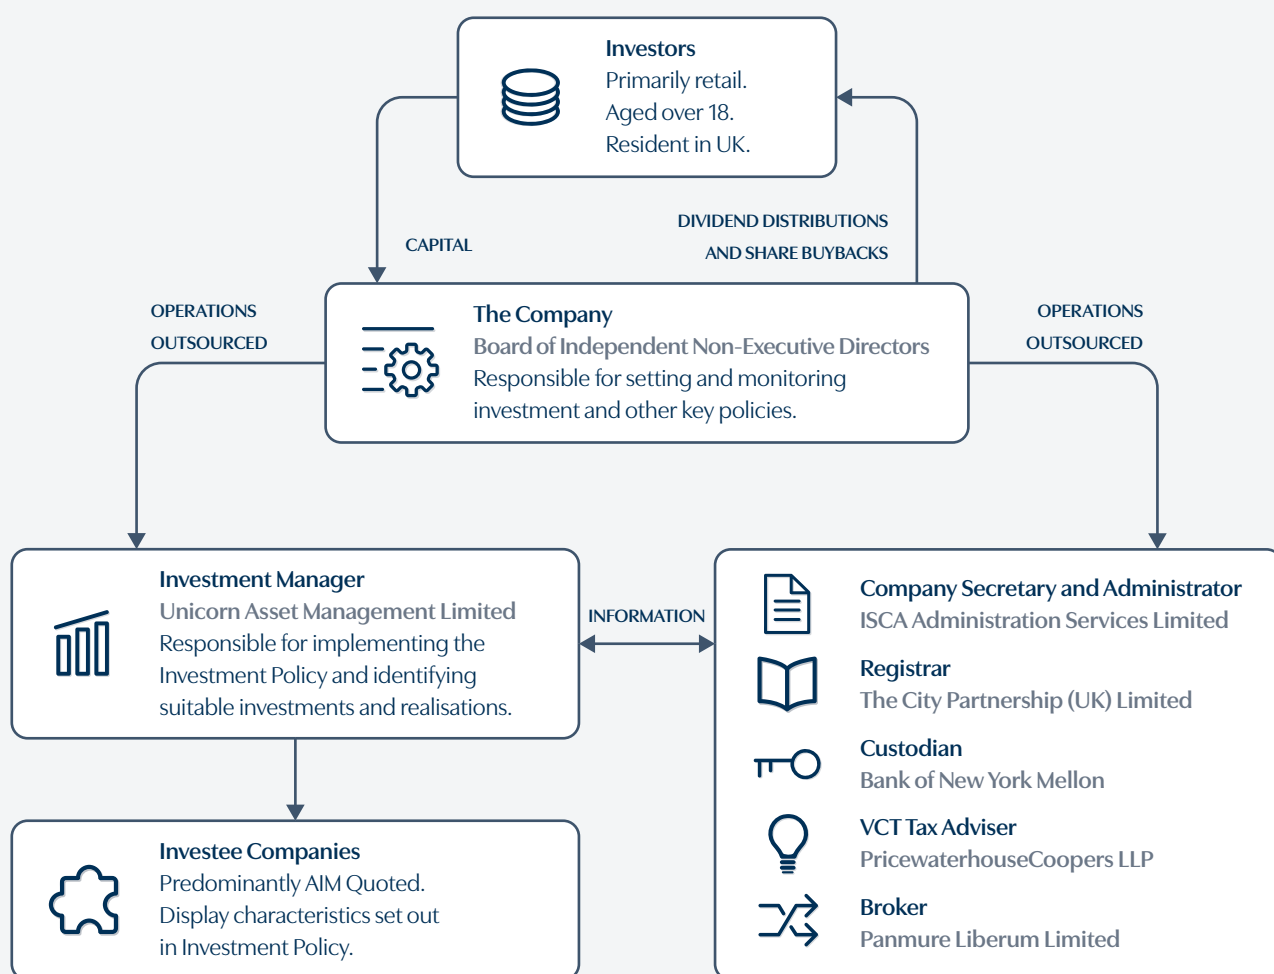 Investors
Primarily retail.
Aged over 18.
Resident in UK.
CAPITAL
DIVIDEND DISTRIBUTIONS
AND SHARE BUYBACKS
OPERATIONS
OUTSOURCED
The Company
Board of Independent Non-Executive Directors
Responsible for setting and monitoring
investment and other key policies.
OPERATIONS
OUTSOURCED
Investment Manager
Unicorn Asset Management Limited
Responsible for implementing the
Investment Policy and identifying
suitable investments and realisations.
INFORMATION
Company Secretary and Administrator
ISCA Administration Services Limited
Registrar
The City Partnership (UK) Limited
Custodian
Bank of New York Mellon
VCT Tax Adviser
PricewaterhouseCoopers LLP
Broker
Panmure Liberum Limited
Investee Companies
Predominantly AIM Quoted.
Display characteristics set out
in Investment Policy.